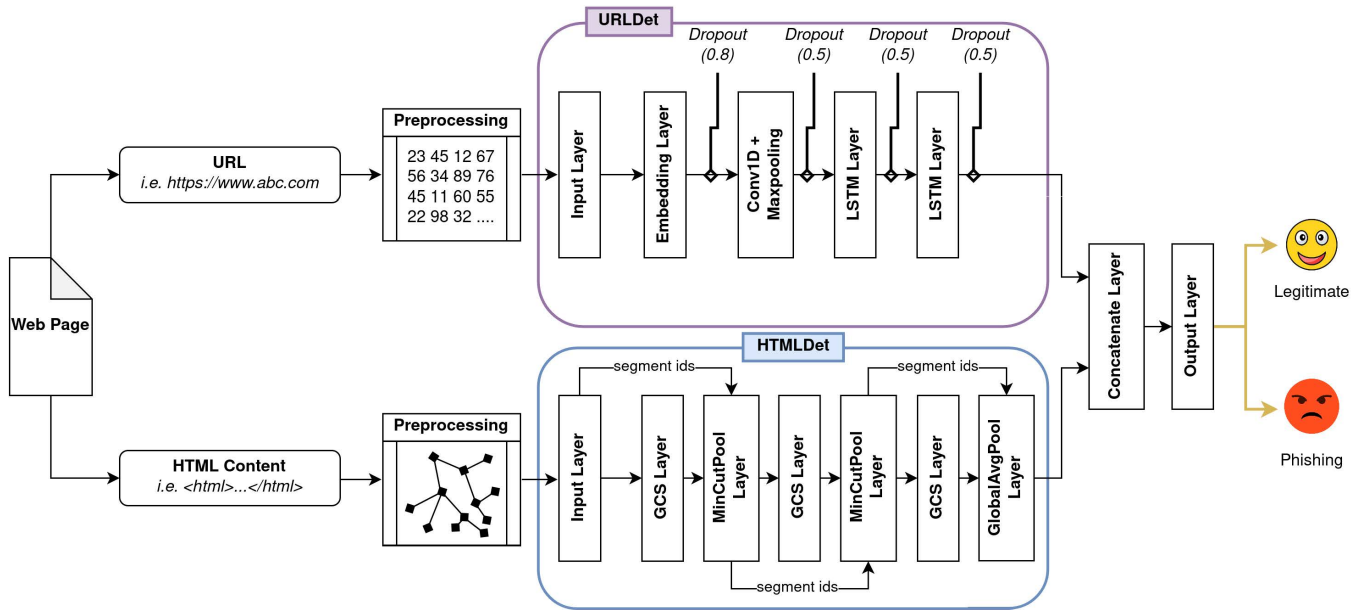 URLDet
Dropout
(0.8)
Dropout
(0.5)
Dropout
(0.5)
Dropout
(0.5)
Preprocessing
23 45 12 67
56 34 89 76
45 11 60 55
22 98 32 ....
URL
i.e. https://www.abc.com
Input Layer
Embedding Layer
Conv1D +
Maxpooling
LSTM Layer
LSTM Layer
Web Page
Concatenate Layer
Output Layer
Legitimate
Phishing
HTMLDet
segment ids
segment ids
Preprocessing
HTML Content
i.e. <html>...</html>
Input Layer
GCS Layer
MinCutPool
Layer
GCS Layer
MinCutPool
Layer
GCS Layer
GlobalAvgPool
Layer
segment ids